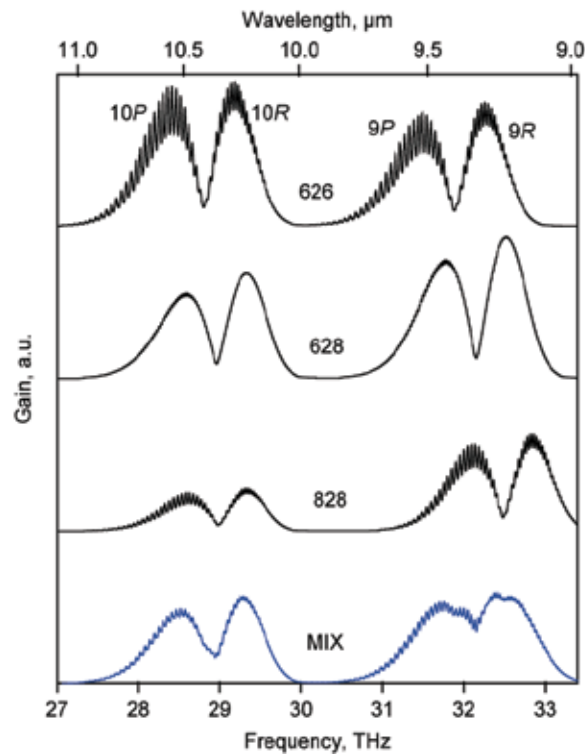 Wavelength, µm
11.0 10.5 10.0 9.5 9.0
10P 10R 9P 9R
626
628
828
MIX
Gain, a.u.
27 28 29 30 31 32 33
Frequency, THz